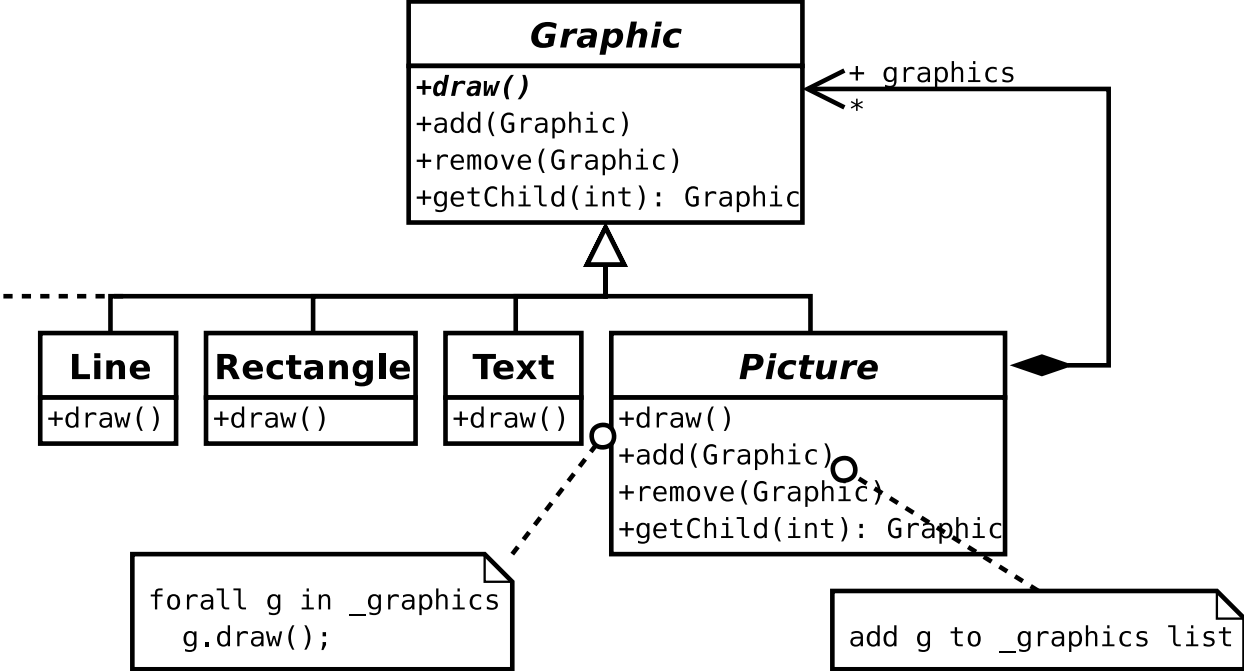 Graphic
+draw()
+add(Graphic)
+remove(Graphic)
+getChild(int): Graphic
+ graphics
*
Line
+draw()
Rectangle
+draw()
Text
+draw()
Picture
+draw()
+add(Graphic)
+remove(Graphic)
+getChild(int): Graphic
forall g in _graphics
g.draw();
add g to _graphics list